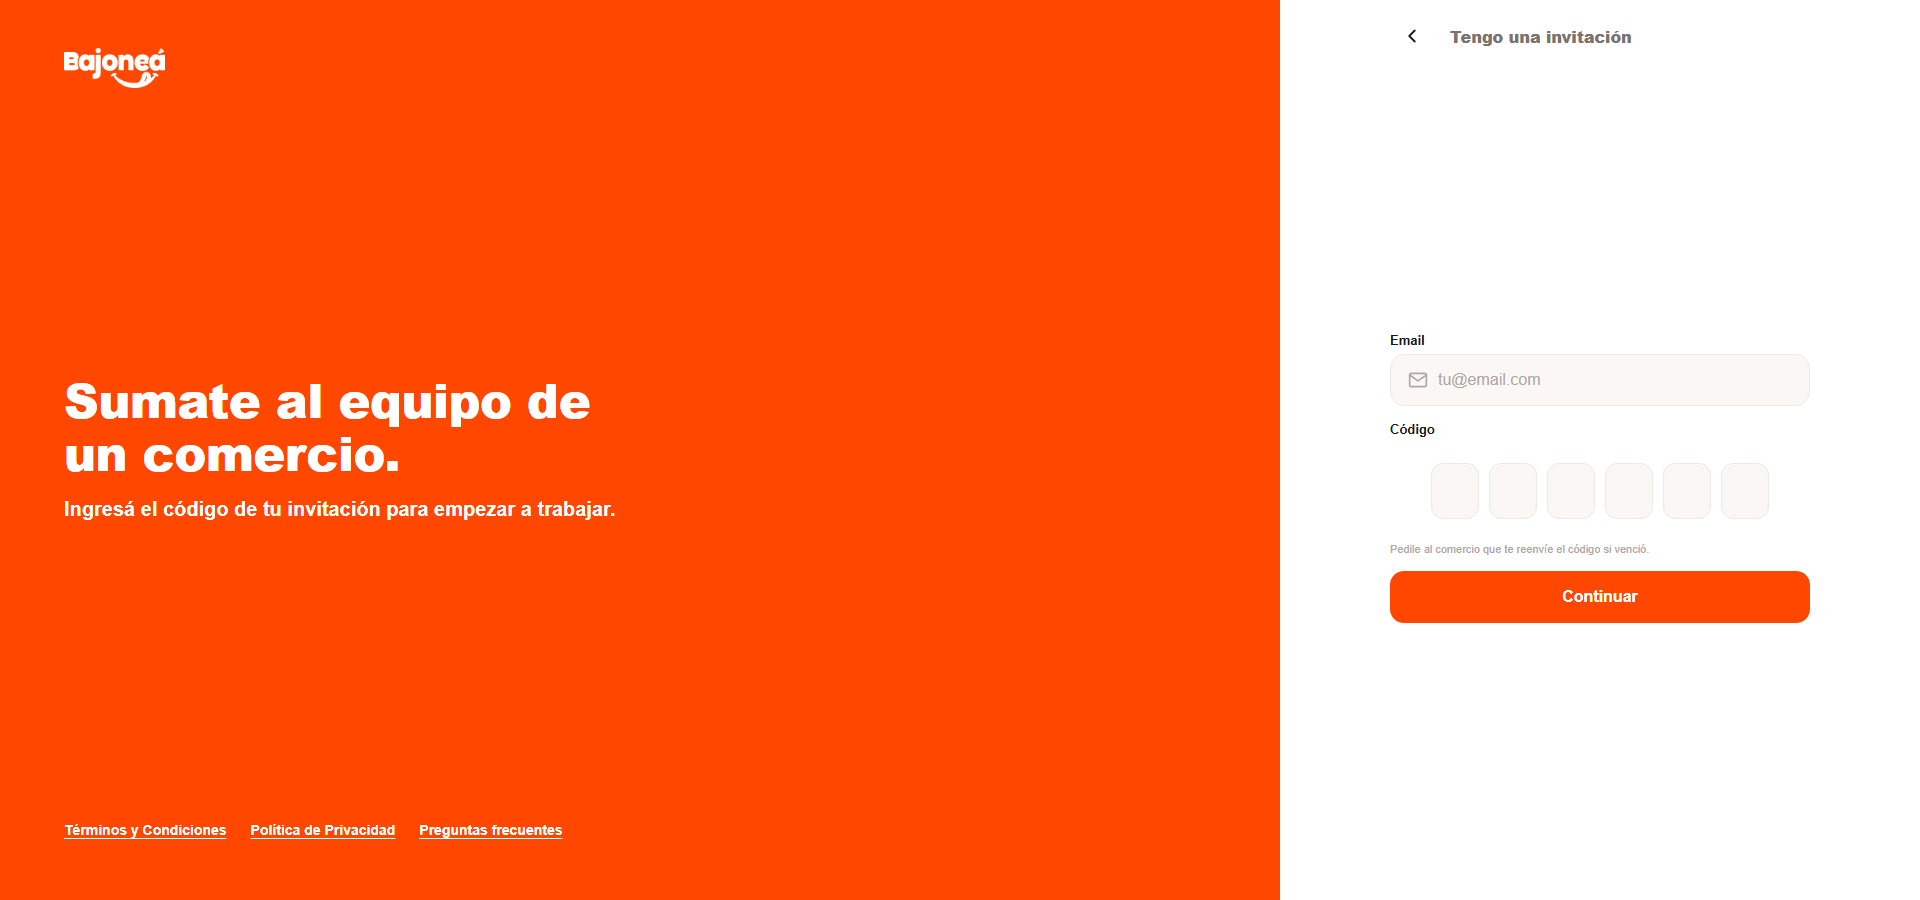 Bajoneá
Sumate al equipo de
un comercio.
Ingresá el código de tu invitación para empezar a trabajar.
Términos y Condiciones Política de Privacidad Preguntas frecuentes
Tengo una invitación
Email
tu@email.com
Código
Pedile al comercio que te reenvíe el código si venció.
Continuar